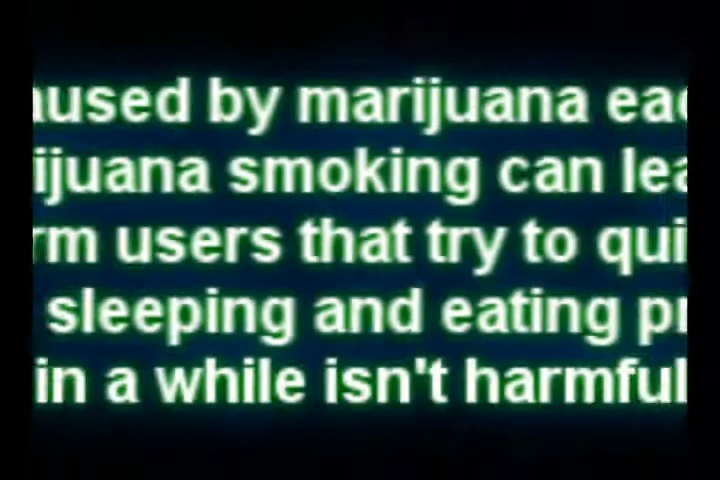 aused by marijuana eac
ijuana smoking can lea
rm users that try to qui
sleeping and eating pr
in a while isn't harmful